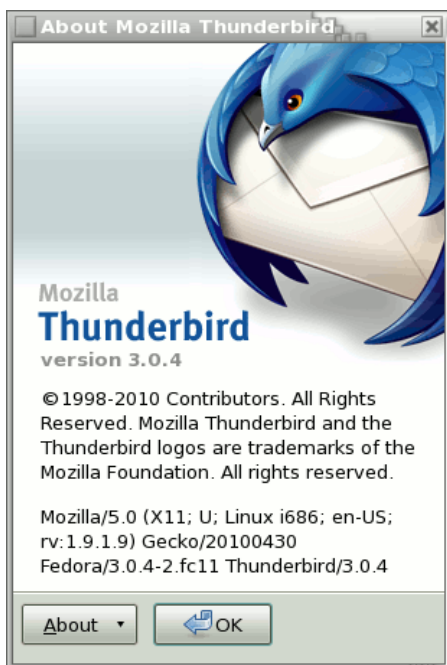 About Mozilla Thunderbird
Mozilla
Thunderbird
version 3.0.4
©1998-2010 Contributors. All Rights
Reserved. Mozilla Thunderbird and the
Thunderbird logos are trademarks of the
Mozilla Foundation. All rights reserved.
Mozilla/5.0 (X11; U; Linux i686; en-US;
rv:1.9.1.9) Gecko/20100430
Fedora/3.0.4-2.fc11 Thunderbird/3.0.4
About
OK